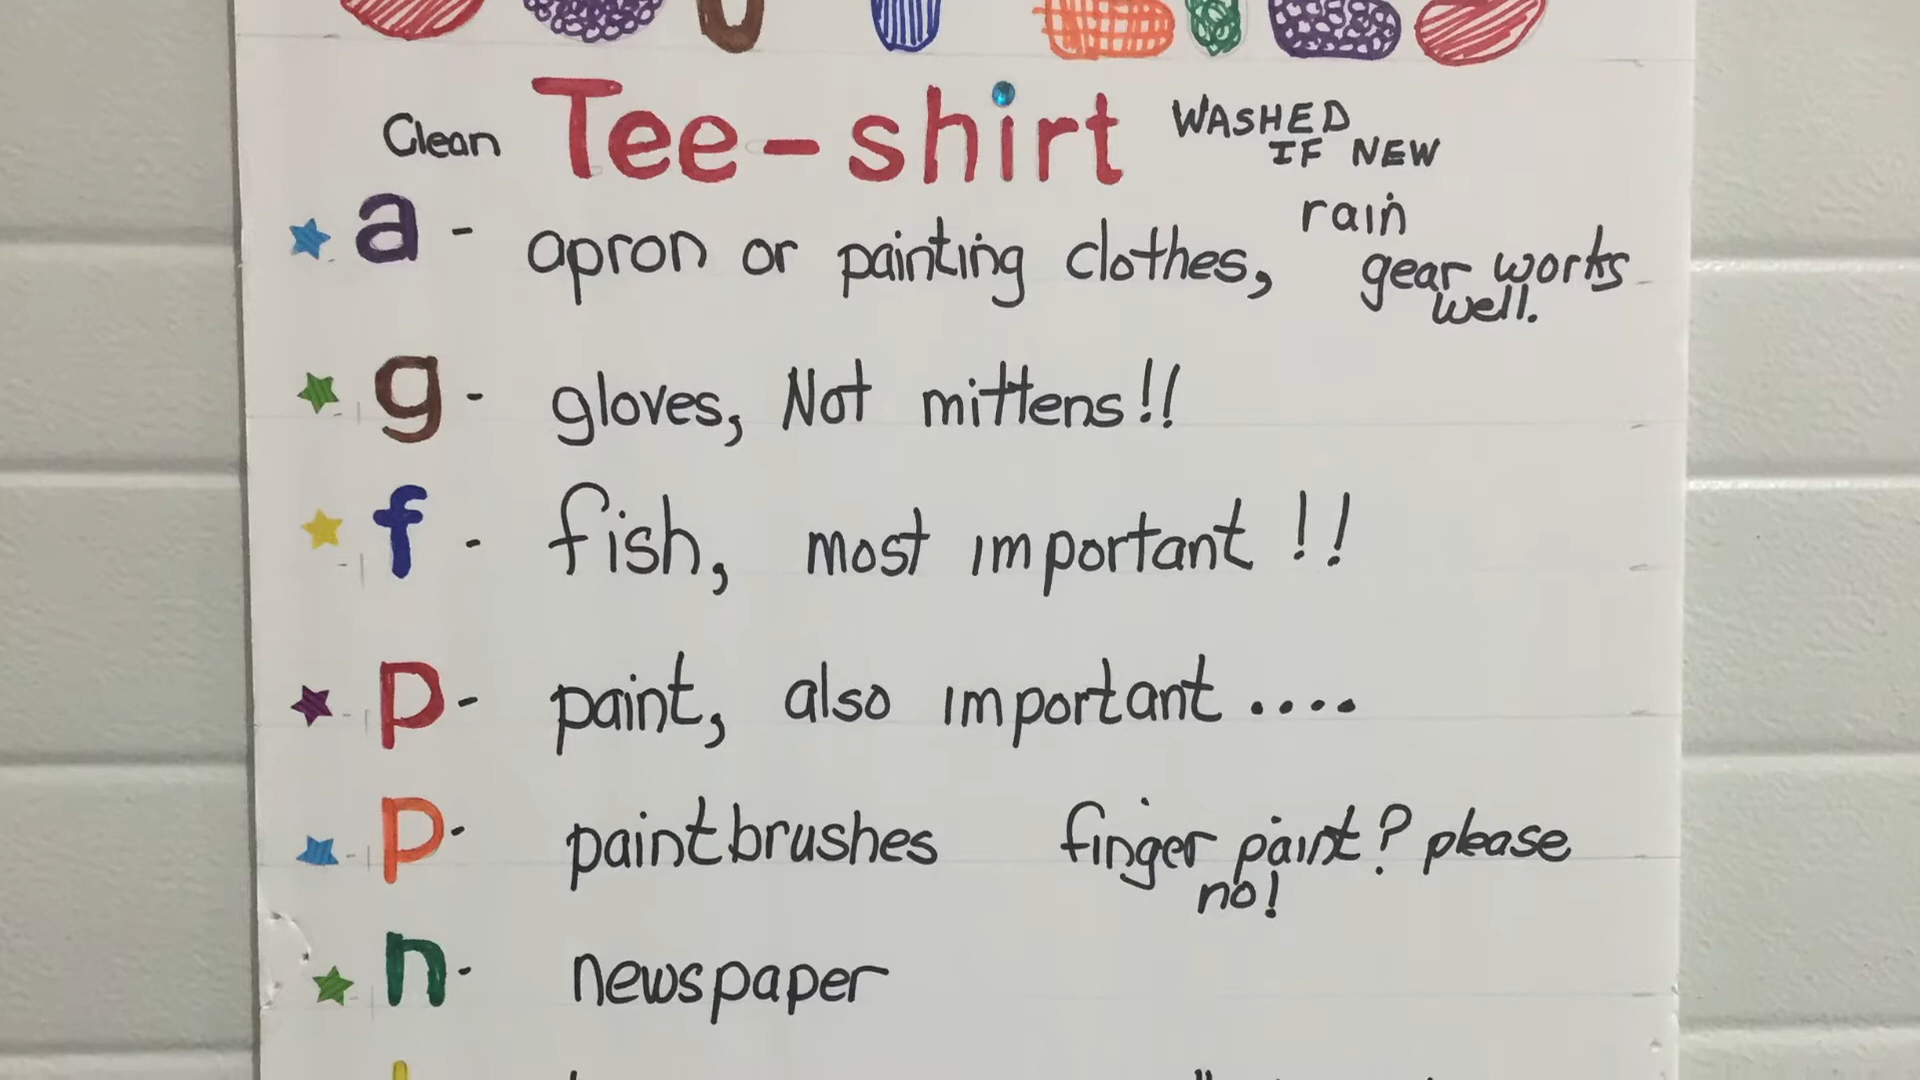 Clean Tee-shirt WASHED
IF NEW
a - apron or painting clothes, rain
gear works
well.
g - gloves, Not mittens!!
f - fish, most important !!
p - paint, also important ....
p - paintbrushes finger paint? please
no!
n - newspaper